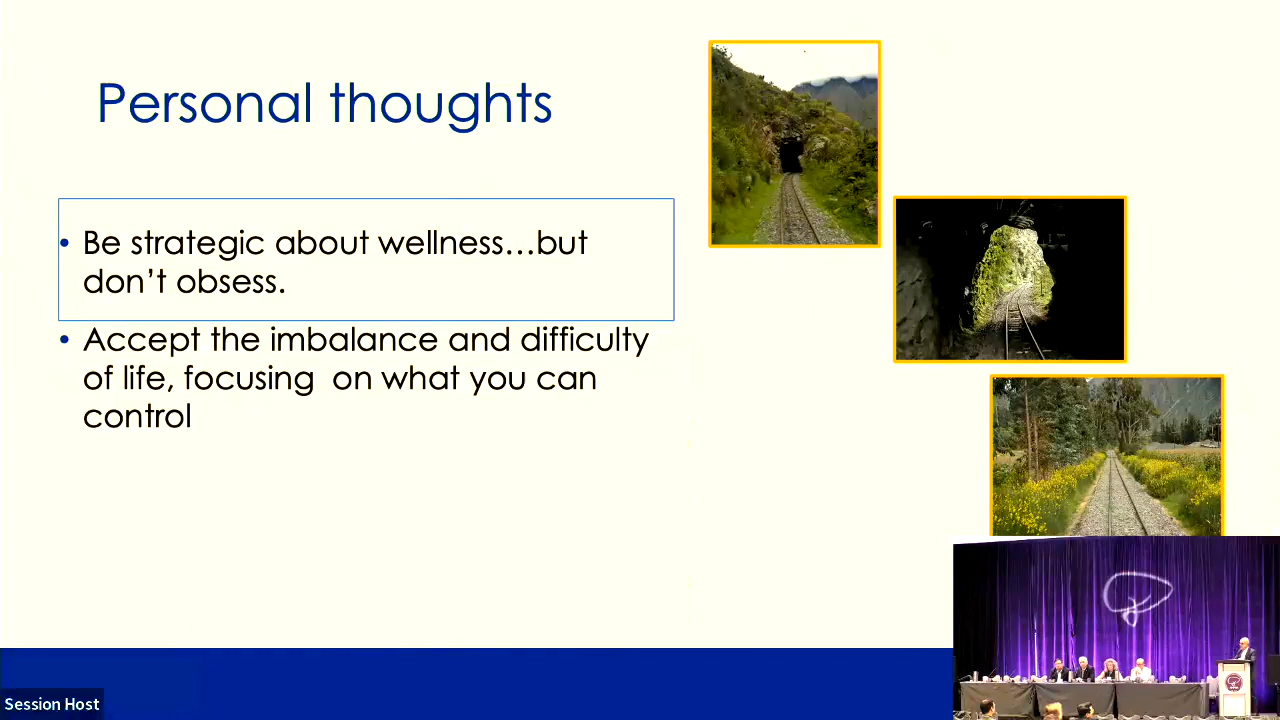 Personal thoughts
• Be strategic about wellness…but
don’t obsess.
• Accept the imbalance and difficulty
of life, focusing  on what you can
control
Session Host